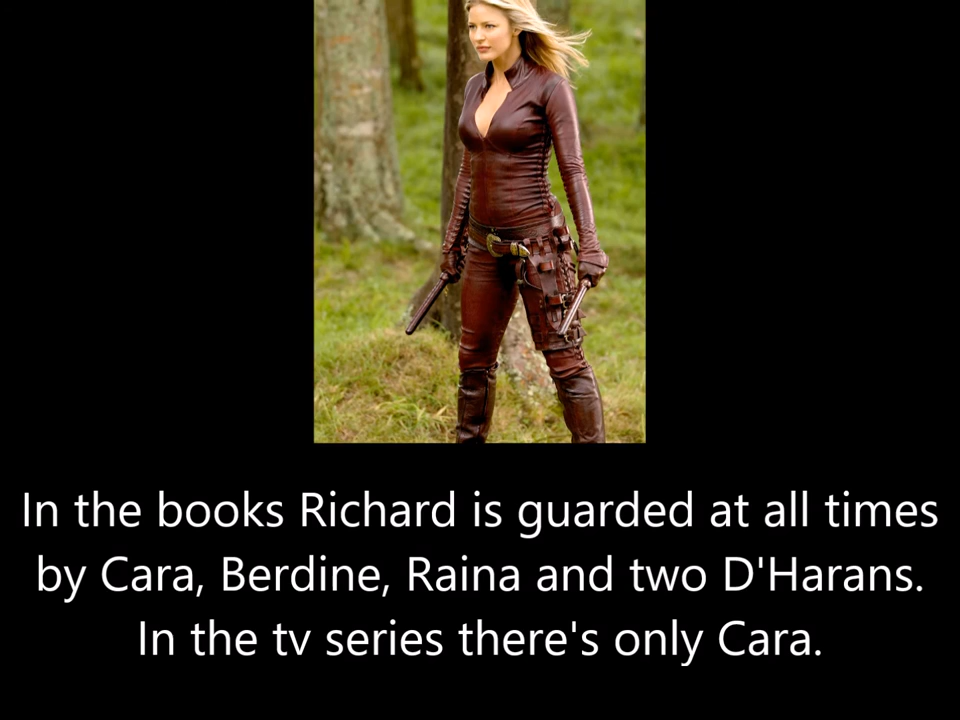 In the books Richard is guarded at all times
by Cara, Berdine, Raina and two D'Harans.
In the tv series there's only Cara.